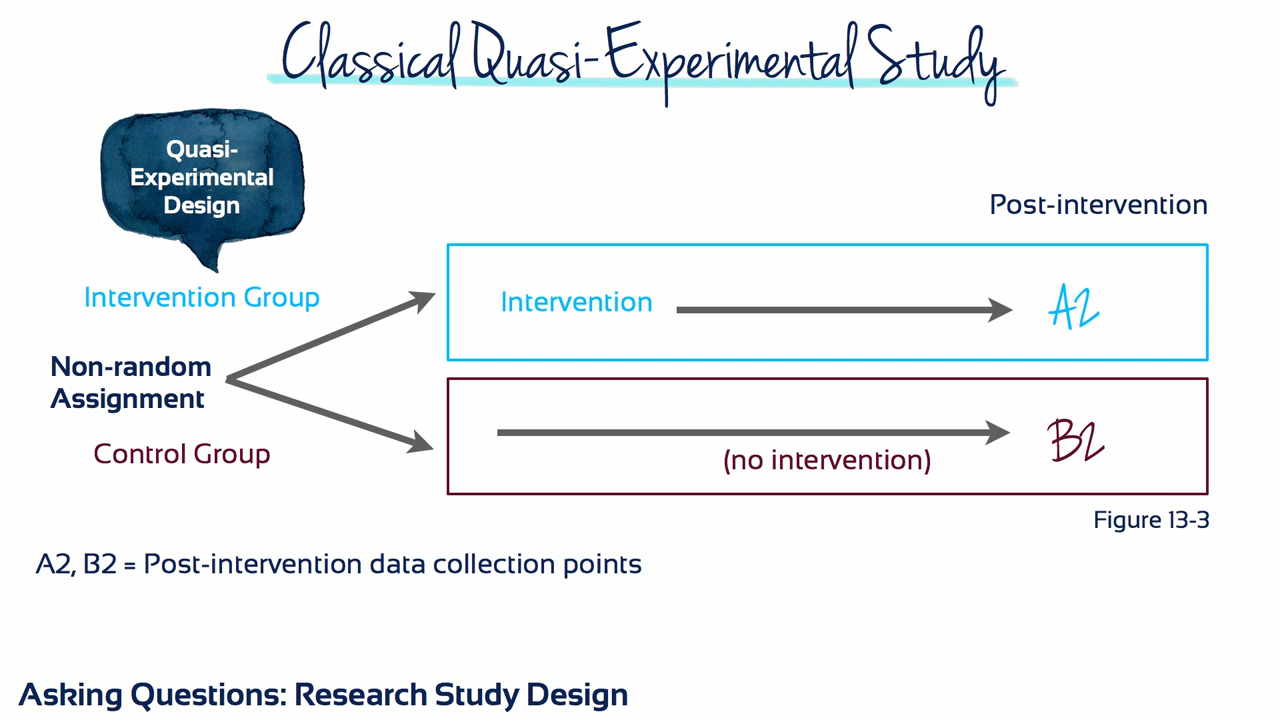 Classical Quasi-Experimental Study
Quasi-
Experimental
Design
Post-intervention
Intervention Group
Intervention
A2
Non-random
Assignment
Control Group
B2
(no intervention)
Figure 13-3
A2, B2 = Post-intervention data collection points
Asking Questions: Research Study Design